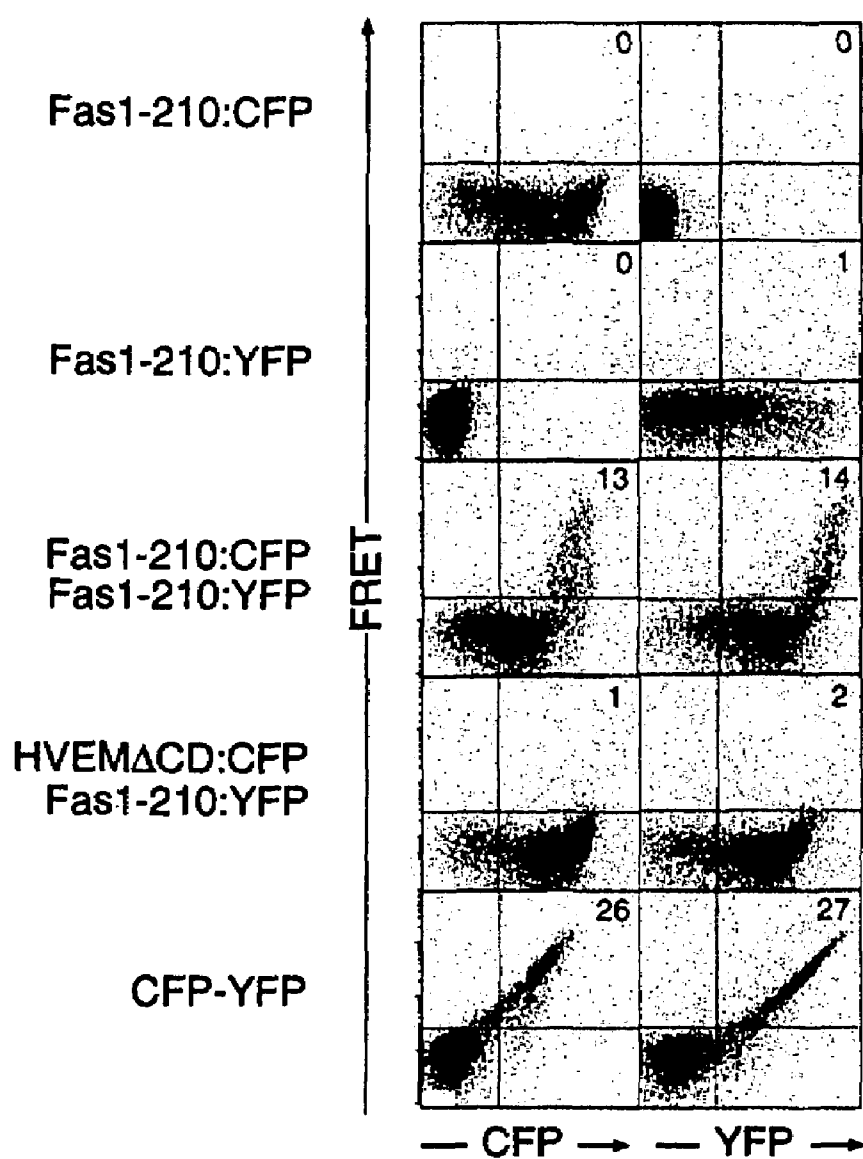 Fas1-210:CFP
0 0
Fas1-210:YFP
0 1
Fas1-210:CFP
Fas1-210:YFP
13 14
HVEMΔCD:CFP
Fas1-210:YFP
1 2
CFP-YFP
26 27
FRET
CFP YFP